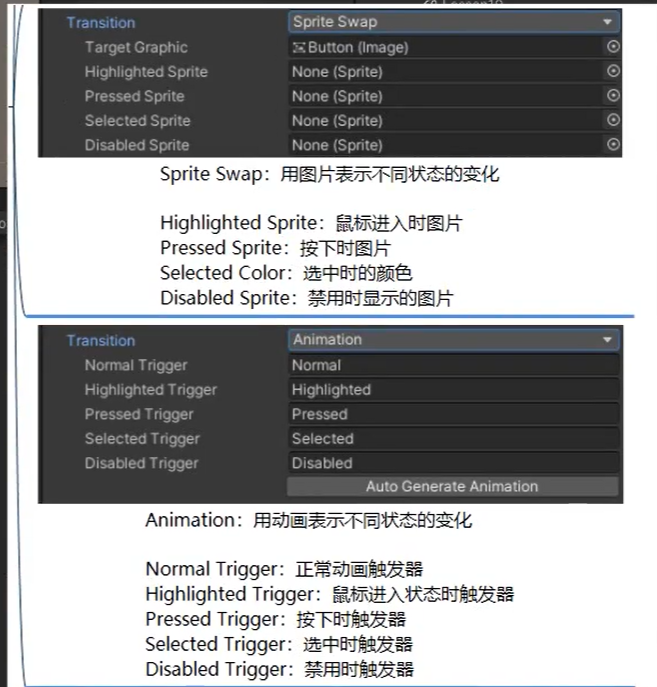 Transition Sprite Swap
Target Graphic Button (Image)
Highlighted Sprite None (Sprite)
Pressed Sprite None (Sprite)
Selected Sprite None (Sprite)
Disabled Sprite None (Sprite)
Sprite Swap：用图片表示不同状态的变化
Highlighted Sprite：鼠标进入时图片
Pressed Sprite：按下时图片
Selected Color：选中时的颜色
Disabled Sprite：禁用时显示的图片
Transition Animation
Normal Trigger Normal
Highlighted Trigger Highlighted
Pressed Trigger Pressed
Selected Trigger Selected
Disabled Trigger Disabled
Auto Generate Animation
Animation：用动画表示不同状态的变化
Normal Trigger：正常动画触发器
Highlighted Trigger：鼠标进入状态时触发器
Pressed Trigger：按下时触发器
Selected Trigger：选中时触发器
Disabled Trigger：禁用时触发器